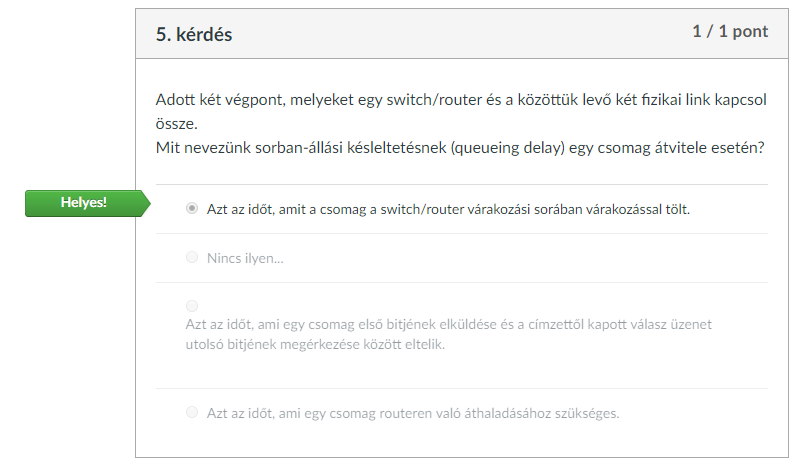 5. kérdés
1 / 1 pont
Adott két végpont, melyeket egy switch/router és a közöttük levő két fizikai link kapcsol
össze.
Mit nevezünk sorban-állási késleltetésnek (queueing delay) egy csomag átvitele esetén?
Helyes!
Azt az időt, amit a csomag a switch/router várakozási sorában várakozással tölt.
Nincs ilyen...
Azt az időt, ami egy csomag első bitjének elküldése és a címzettől kapott válasz üzenet
utolsó bitjének megérkezése között eltelik.
Azt az időt, ami egy csomag routeren való áthaladásához szükséges.